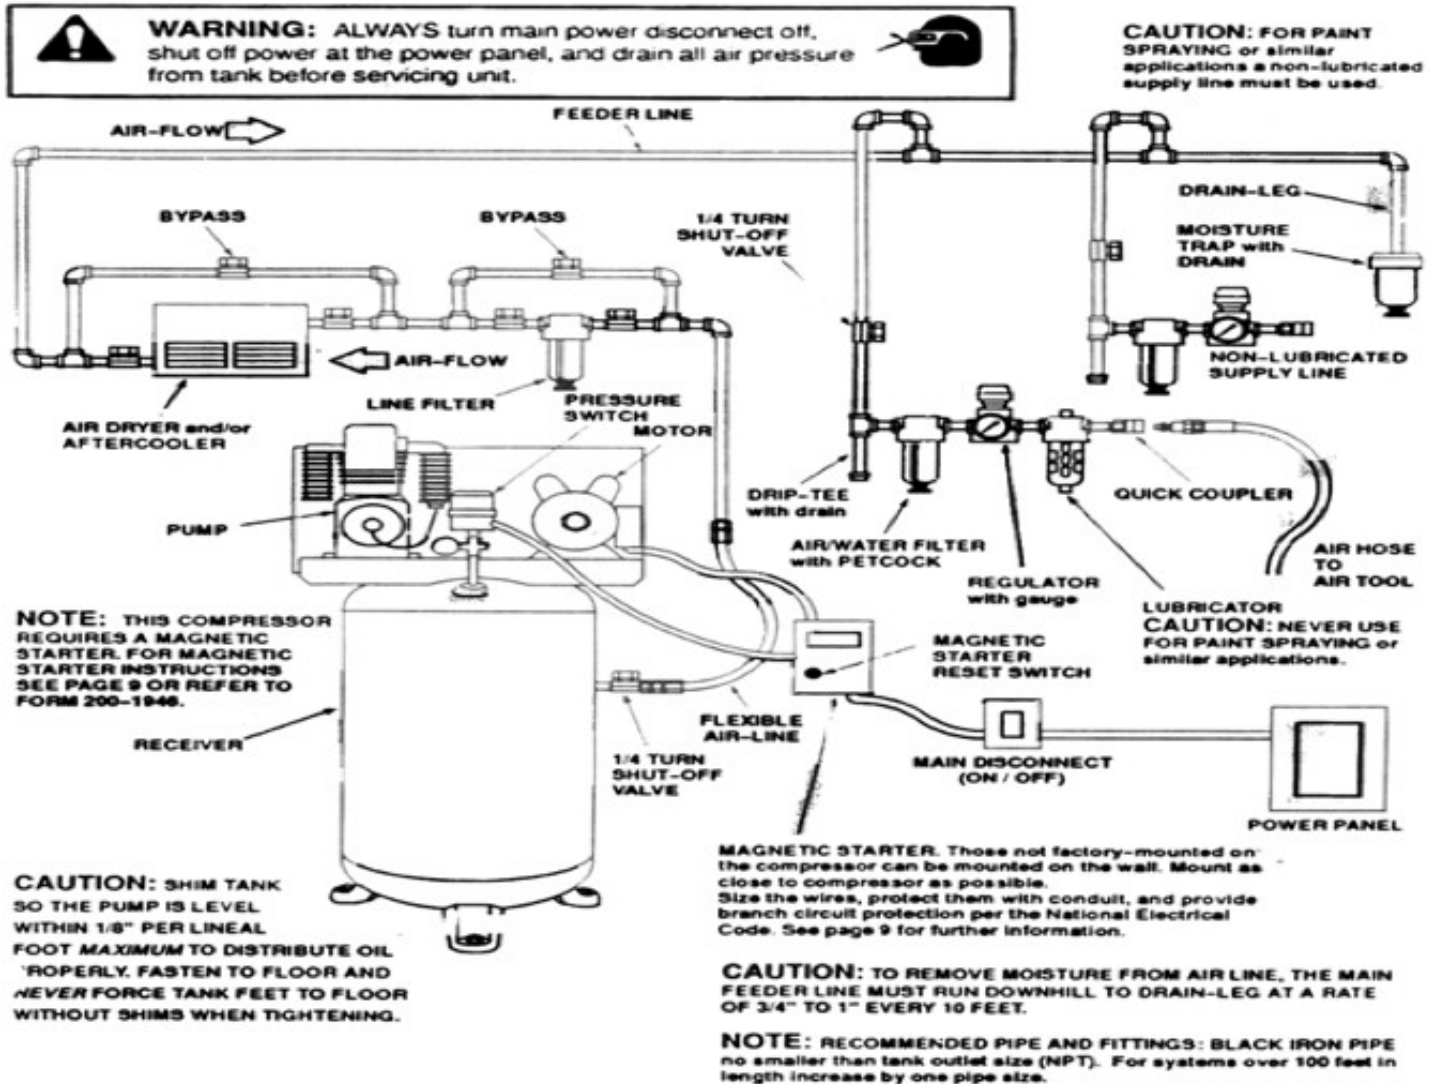 WARNING: ALWAYS turn main power disconnect off,
shut off power at the power panel, and drain all air pressure
from tank before servicing unit.
CAUTION: FOR PAINT
SPRAYING or similar
applications a non-lubricated
supply line must be used.
AIR-FLOW
FEEDER LINE
BYPASS
BYPASS
1/4 TURN
SHUT-OFF
VALVE
DRAIN-LEG
MOISTURE
TRAP with
DRAIN
AIR-FLOW
NON-LUBRICATED
SUPPLY LINE
LINE FILTER
PRESSURE
SWITCH
MOTOR
AIR DRYER and/or
AFTERCOOLER
PUMP
DRIP-TEE
with drain
QUICK COUPLER
AIR/WATER FILTER
with PETCOCK
REGULATOR
with gauge
AIR HOSE
TO
AIR TOOL
LUBRICATOR
CAUTION: NEVER USE
FOR PAINT SPRAYING or
similar applications.
NOTE: THIS COMPRESSOR
REQUIRES A MAGNETIC
STARTER. FOR MAGNETIC
STARTER INSTRUCTIONS
SEE PAGE 9 OR REFER TO
FORM 200-1946.
MAGNETIC
STARTER
RESET SWITCH
RECEIVER
FLEXIBLE
AIR-LINE
1/4 TURN
SHUT-OFF
VALVE
MAIN DISCONNECT
(ON / OFF)
POWER PANEL
MAGNETIC STARTER. Those not factory-mounted on
the compressor can be mounted on the wall. Mount as
close to compressor as possible.
Size the wires, protect them with conduit, and provide
branch circuit protection per the National Electrical
Code. See page 9 for further information.
CAUTION: SHIM TANK
SO THE PUMP IS LEVEL
WITHIN 1/8" PER LINEAL
FOOT MAXIMUM TO DISTRIBUTE OIL
'ROPERLY. FASTEN TO FLOOR AND
NEVER FORCE TANK FEET TO FLOOR
WITHOUT SHIMS WHEN TIGHTENING.
CAUTION: TO REMOVE MOISTURE FROM AIR LINE, THE MAIN
FEEDER LINE MUST RUN DOWNHILL TO DRAIN-LEG AT A RATE
OF 3/4" TO 1" EVERY 10 FEET.
NOTE: RECOMMENDED PIPE AND FITTINGS: BLACK IRON PIPE
no smaller than tank outlet size (NPT). For systems over 100 feet in
length increase by one pipe size.